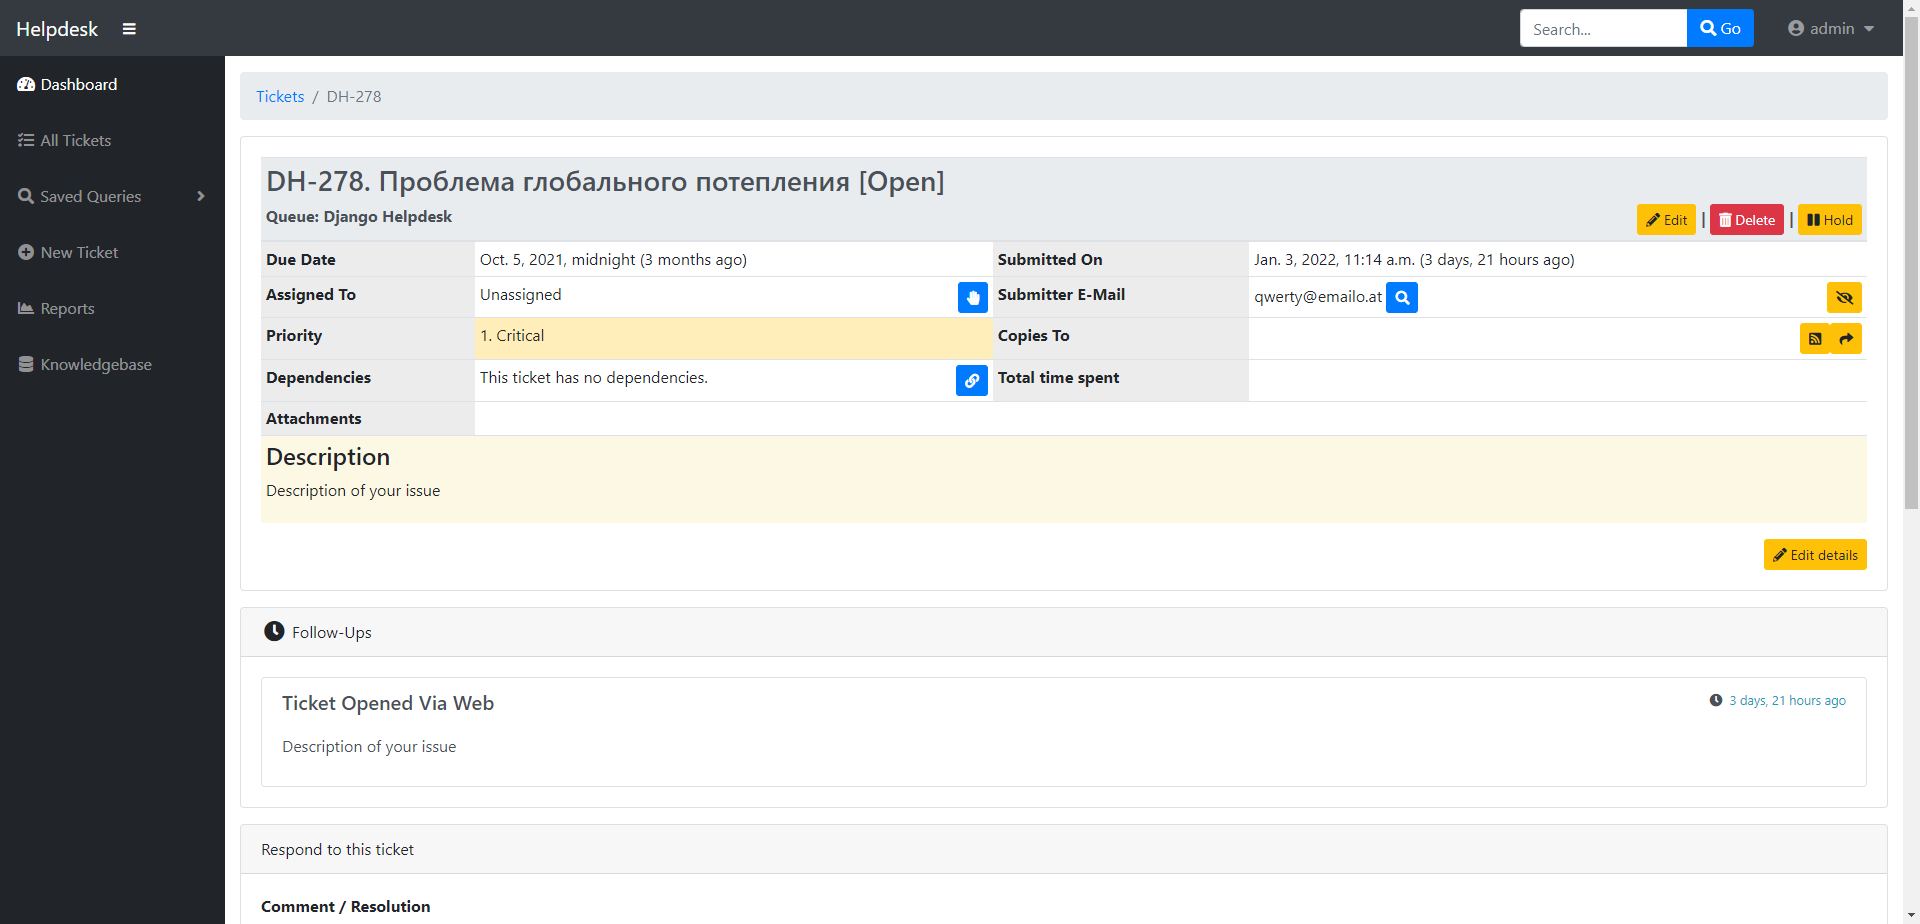 Helpdesk
Search...
Go
admin
Dashboard
All Tickets
Saved Queries
New Ticket
Reports
Knowledgebase
Tickets / DH-278
DH-278. Проблема глобального потепления [Open]
Queue: Django Helpdesk
Edit | Delete | Hold
Due Date Oct. 5, 2021, midnight (3 months ago) Submitted On Jan. 3, 2022, 11:14 a.m. (3 days, 21 hours ago)
Assigned To Unassigned Submitter E-Mail qwerty@emailo.at
Priority 1. Critical Copies To
Dependencies This ticket has no dependencies. Total time spent
Attachments
Description
Description of your issue
Edit details
Follow-Ups
Ticket Opened Via Web 3 days, 21 hours ago
Description of your issue
Respond to this ticket
Comment / Resolution